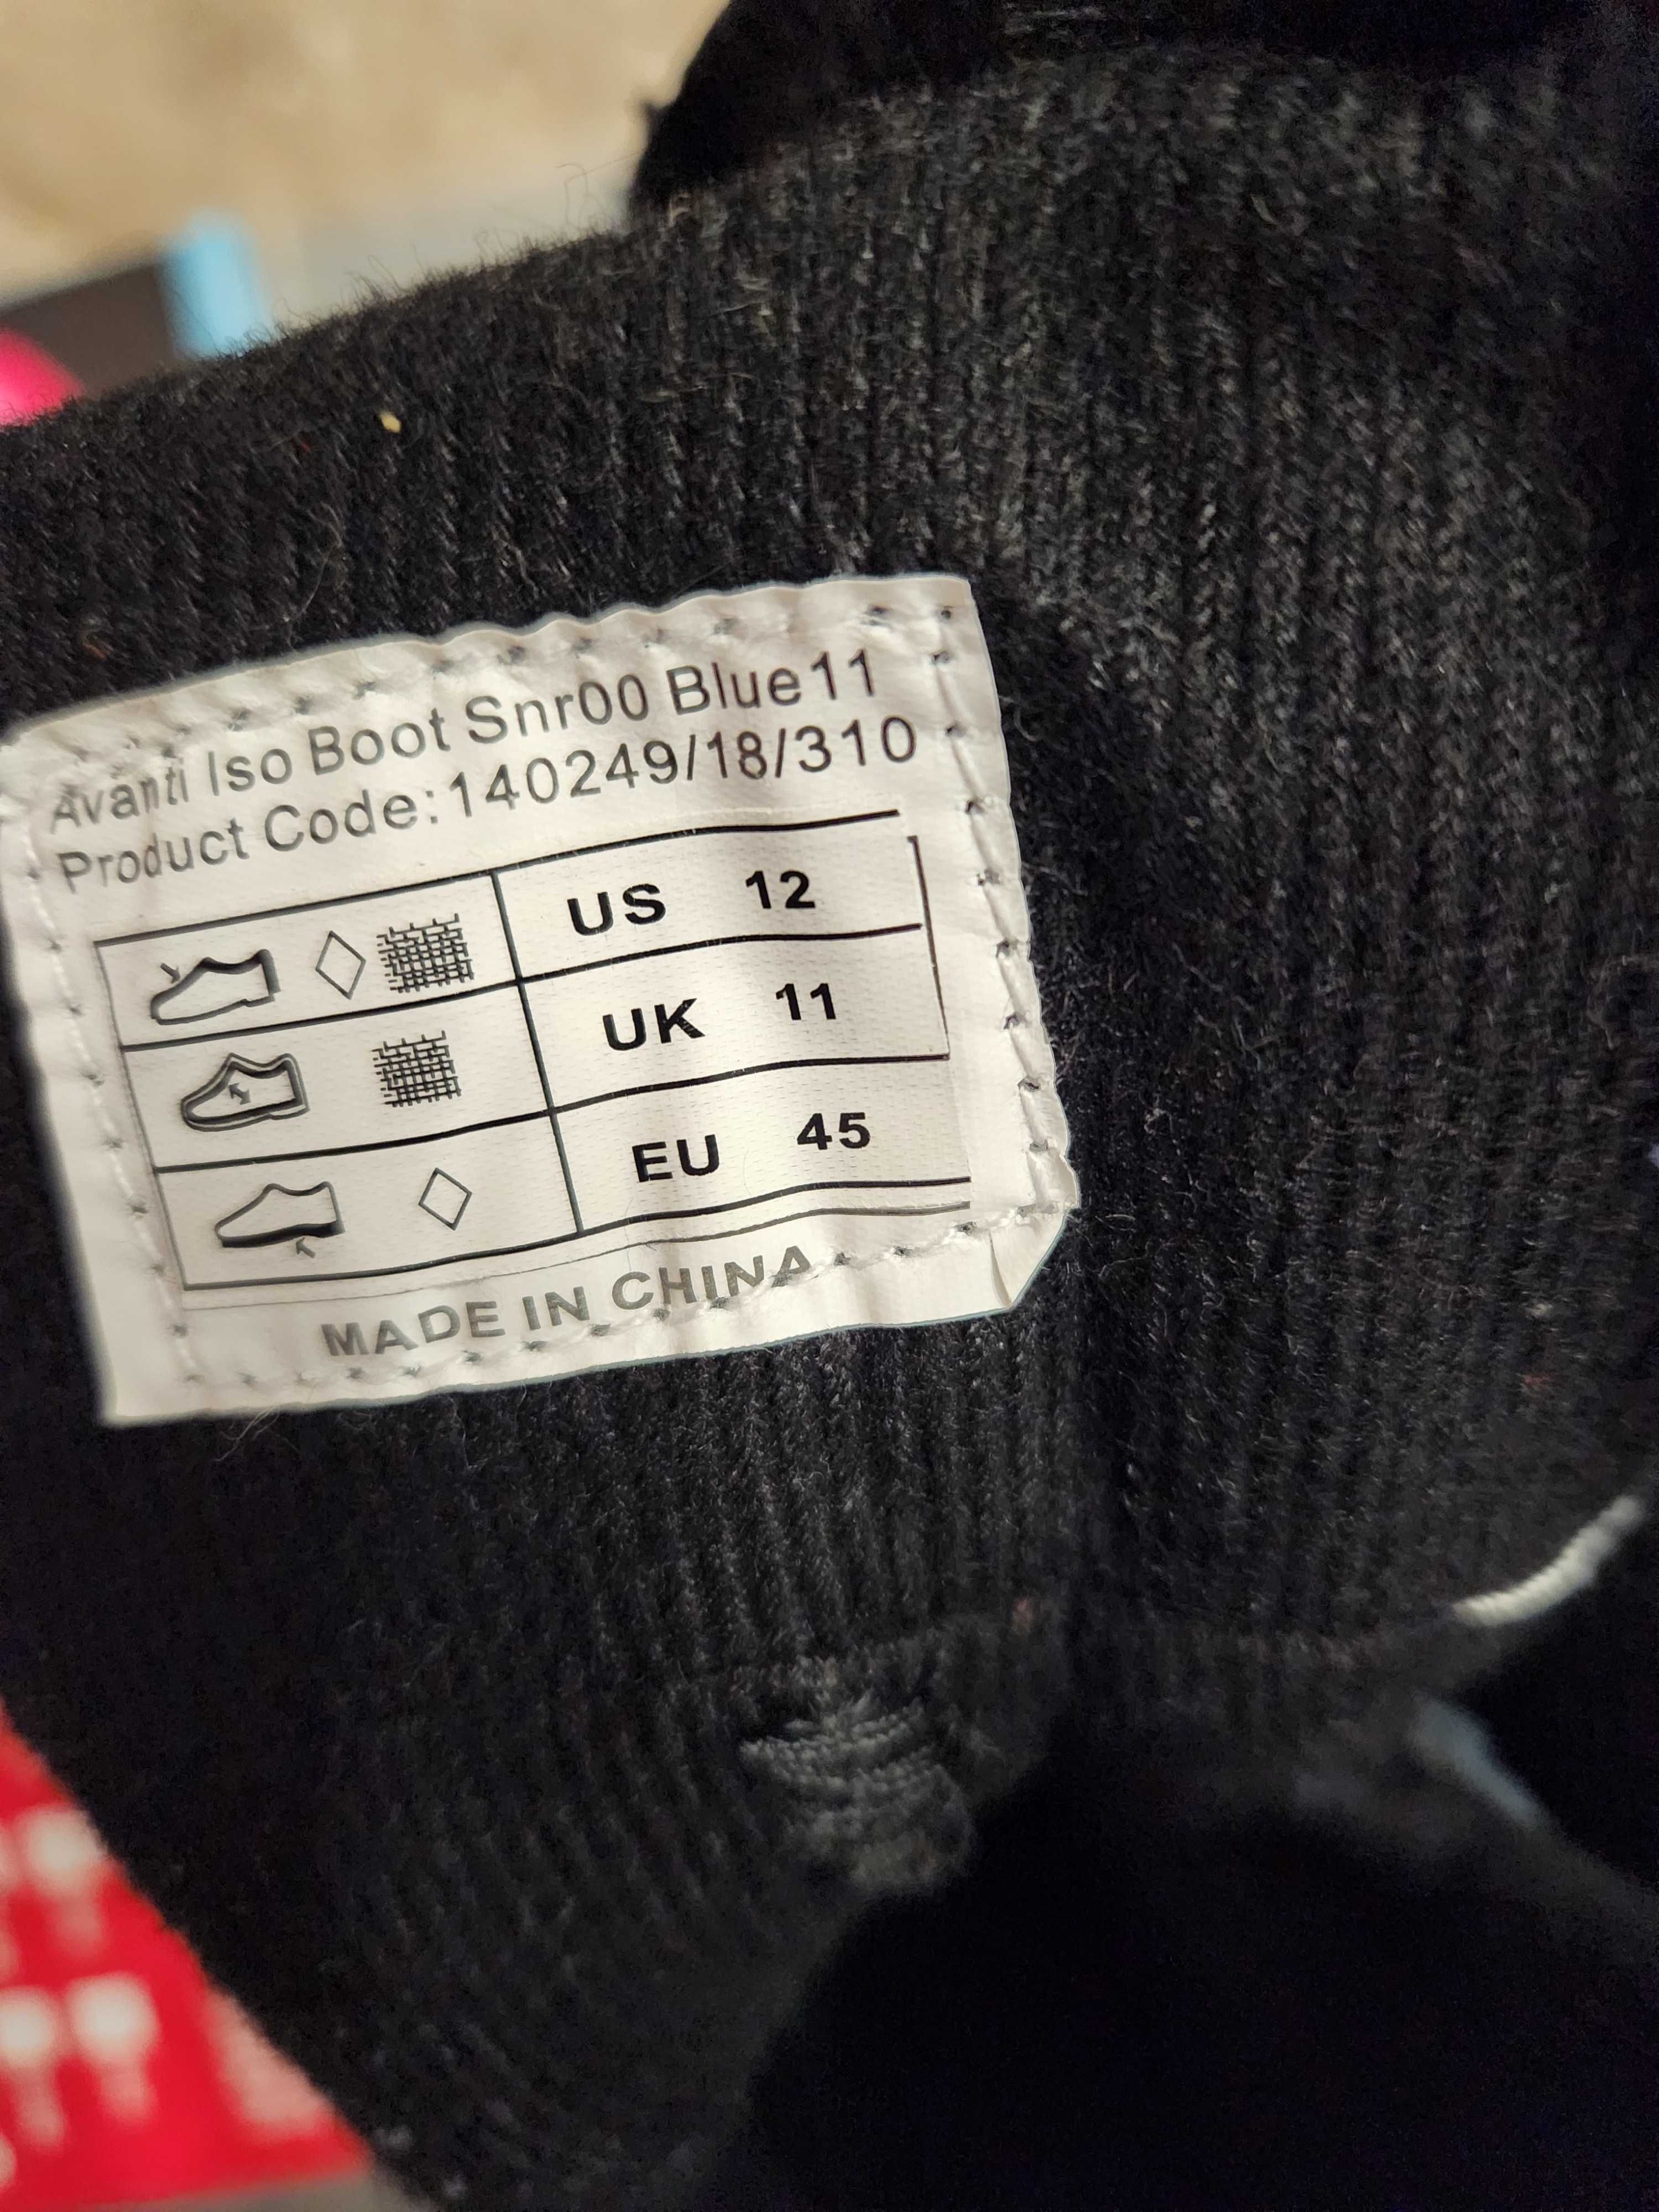 Avanti Iso Boot Snr00 Blue11
Product Code:140249/18/310
US 12
UK 11
EU 45
MADE IN CHINA